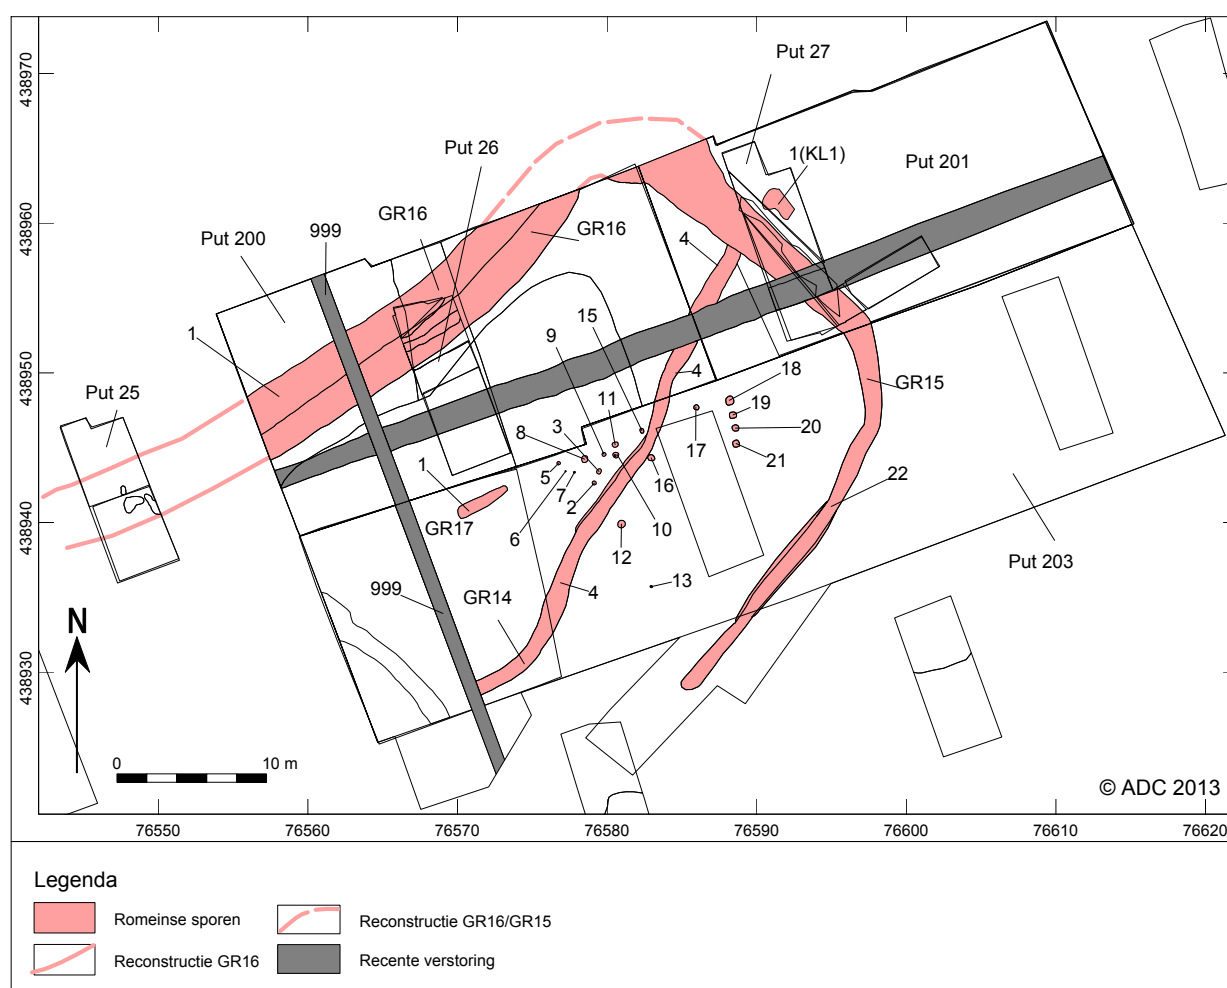 Put 27
Put 26
1(KL1)
Put 201
GR16
GR16
Put 200
999
4
1
9
15
Put 25
4
18
GR15
19
11
3
8
20
17
21
5
1
7
16
22
2
GR17
6
10
12
Put 203
13
999
GR14
4
N
0
10 m
© ADC 2013
438970
438960
438950
438940
438930
76550
76560
76570
76580
76590
76600
76610
76620
Legenda
Romeinse sporen
Reconstructie GR16/GR15
Reconstructie GR16
Recente verstoring